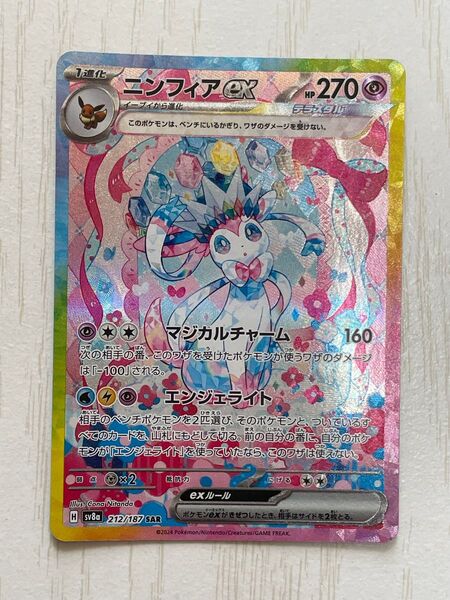 1進化
ニンフィアex
HP 270
イーブイから進化
テラスタル
このポケモンは、ベンチにいるかぎり、ワザのダメージを受けない。
マジカルチャーム 160
次の相手の番、このワザを受けたポケモンが使うワザのダメージ
は「-100」される。
エンジェライト
相手のベンチポケモンを2匹選び、そのポケモンと、ついているす
べてのカードを、山札にもどして切る。前の自分の番に、自分のポケ
モンが「エンジェライト」を使っていたなら、このワザは使えない。
弱点 ×2 抵抗力 にげる
exルール
ポケモンexがきぜつしたとき、相手はサイドを2枚とる。
Illus. Cona Nitanda
H sv8a 212/187 SAR
©2024 Pokémon/Nintendo/Creatures/GAME FREAK.